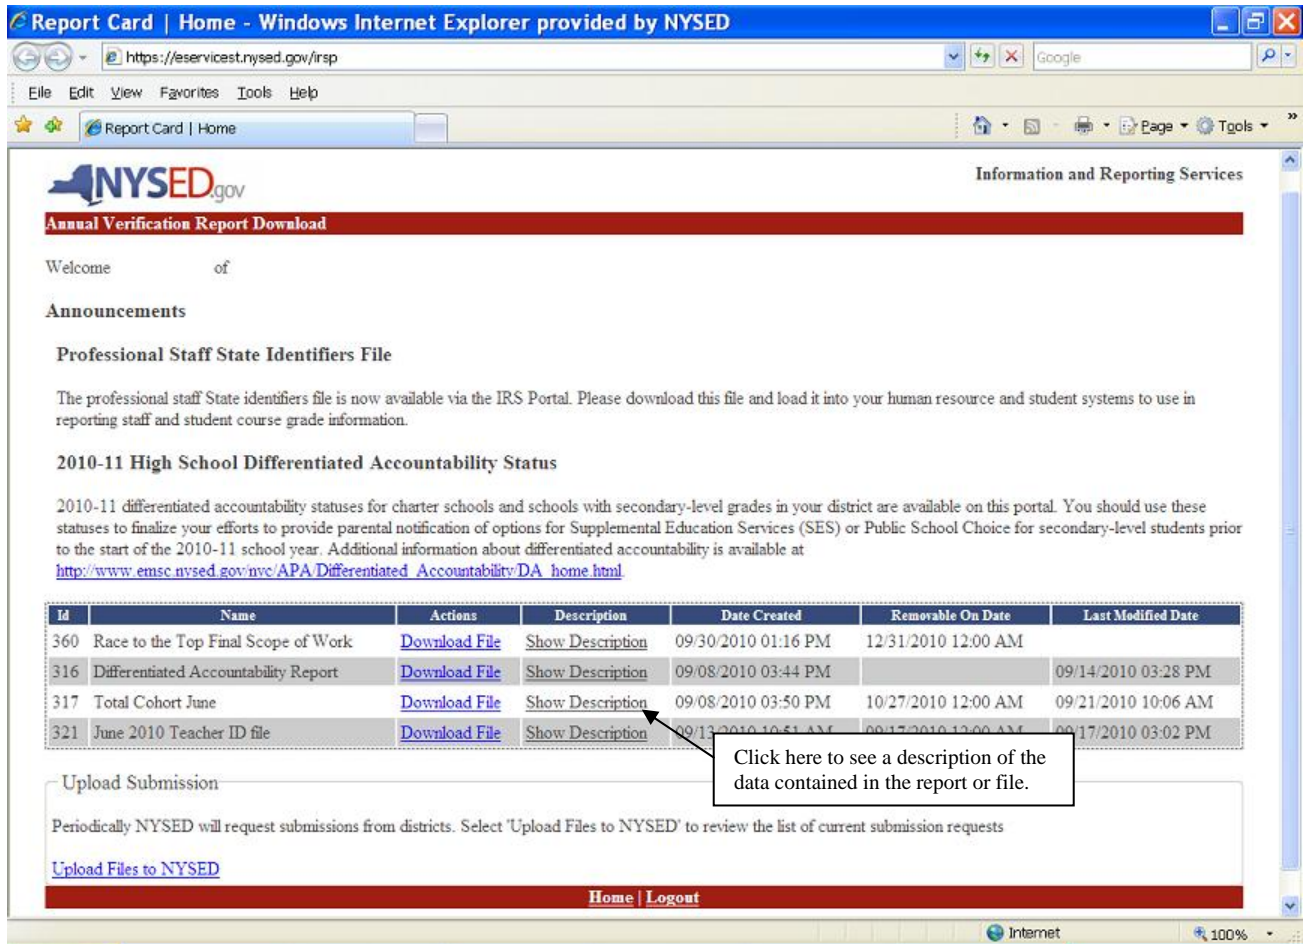 Report Card | Home - Windows Internet Explorer provided by NYSED
https://eservicest.nysed.gov/irsp
Google
File Edit View Favorites Tools Help
Report Card | Home
Page Tools »
NYSED.gov
Information and Reporting Services
Annual Verification Report Download
Welcome of
Announcements
Professional Staff State Identifiers File
The professional staff State identifiers file is now available via the IRS Portal. Please download this file and load it into your human resource and student systems to use in
reporting staff and student course grade information.
2010-11 High School Differentiated Accountability Status
2010-11 differentiated accountability statuses for charter schools and schools with secondary-level grades in your district are available on this portal. You should use these
statuses to finalize your efforts to provide parental notification of options for Supplemental Education Services (SES) or Public School Choice for secondary-level students prior
to the start of the 2010-11 school year. Additional information about differentiated accountability is available at
http://www.emsc.nysed.gov/nyc/APA/Differentiated_Accountability/DA_home.html.
Id Name Actions Description Date Created Removable On Date Last Modified Date
360 Race to the Top Final Scope of Work Download File Show Description 09/30/2010 01:16 PM 12/31/2010 12:00 AM
316 Differentiated Accountability Report Download File Show Description 09/08/2010 03:44 PM 09/14/2010 03:28 PM
317 Total Cohort June Download File Show Description 09/08/2010 03:50 PM 10/27/2010 12:00 AM 09/21/2010 10:06 AM
321 June 2010 Teacher ID file Download File Show Description 09/13/2010 10:51 AM 09/17/2010 12:00 AM 09/17/2010 03:02 PM
Click here to see a description of the
data contained in the report or file.
Upload Submission
Periodically NYSED will request submissions from districts. Select 'Upload Files to NYSED' to review the list of current submission requests
Upload Files to NYSED
Home | Logout
Internet 100%